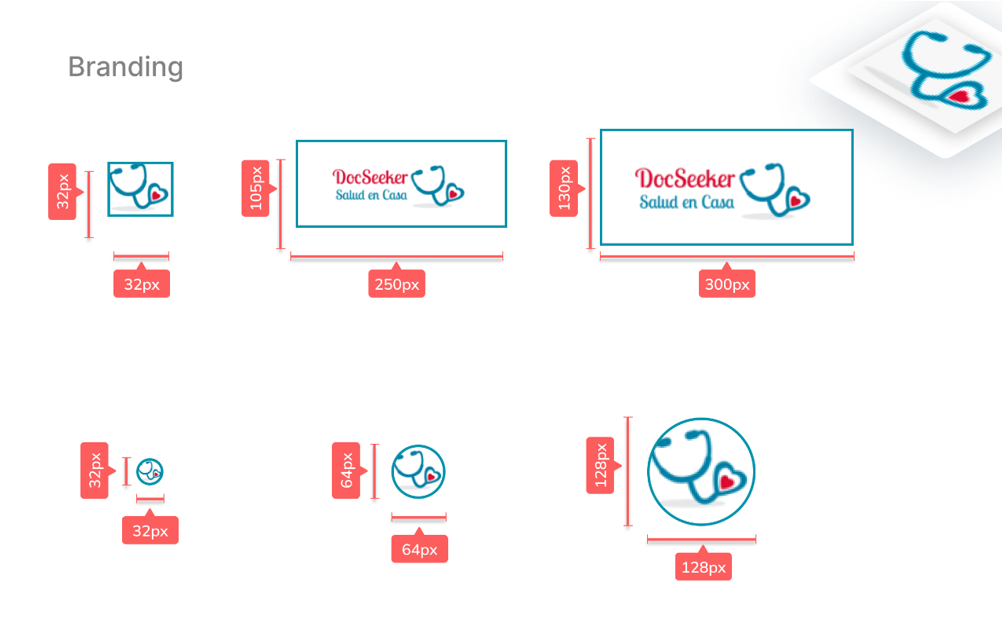 Branding
32px
32px
105px
DocSeeker
Salud en Casa
250px
130px
DocSeeker
Salud en Casa
300px
32px
32px
64px
64px
128px
128px